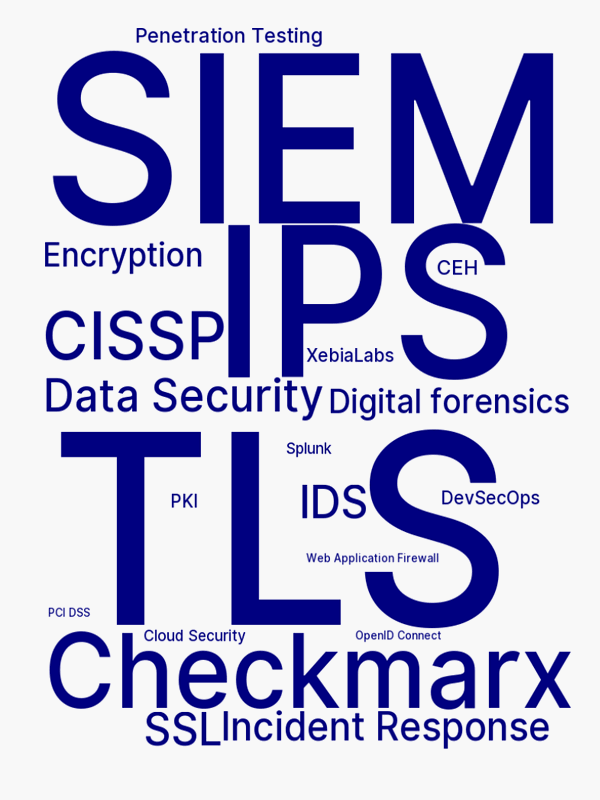 Penetration Testing
SIEM
Encryption
IPS
CEH
CISSP
XebiaLabs
Data Security
Digital forensics
TLS
Splunk
PKI
IDS
DevSecOps
Web Application Firewall
PCI DSS
Cloud Security
OpenID Connect
Checkmarx
SSL
Incident Response